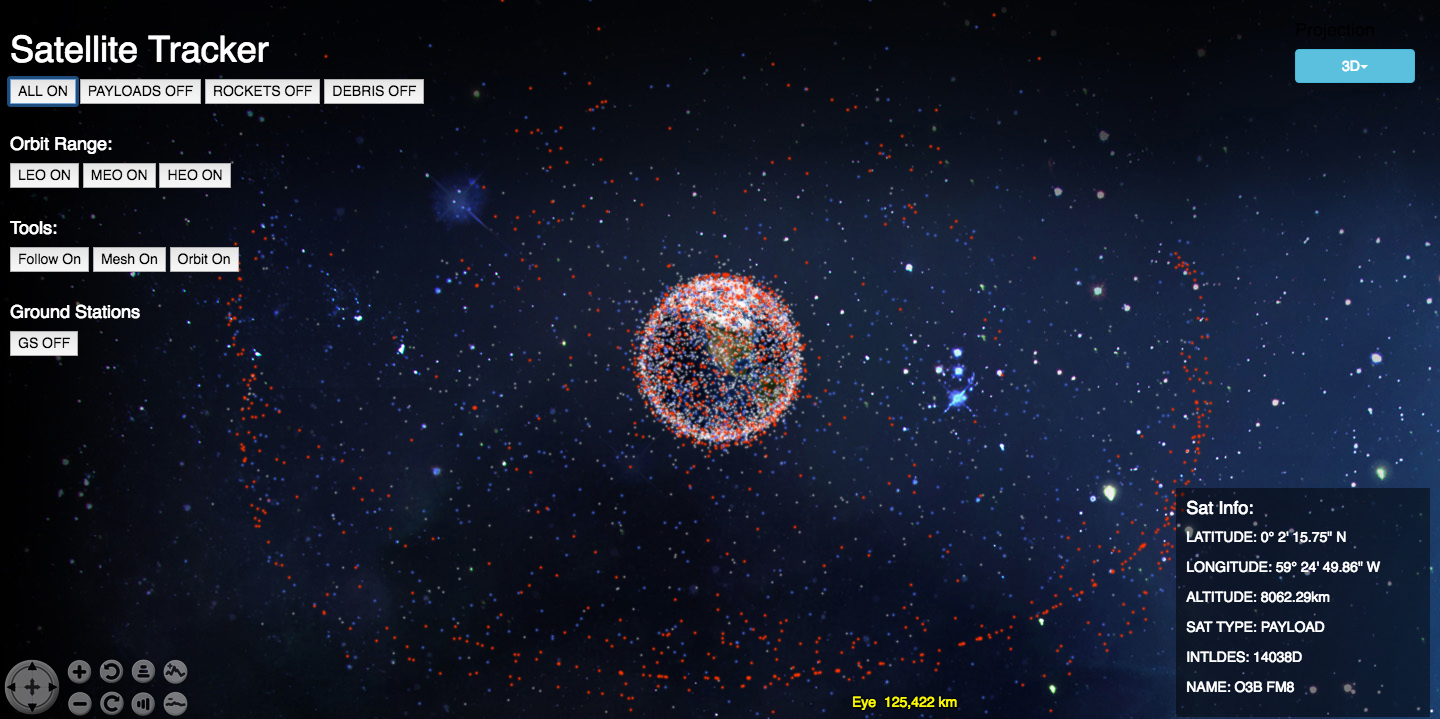 Satellite Tracker
ALL ON PAYLOADS OFF ROCKETS OFF DEBRIS OFF
Orbit Range:
LEO ON MEO ON HEO ON
Tools:
Follow On Mesh On Orbit On
Ground Stations
GS OFF
Projection
3D
Sat Info:
LATITUDE: 0° 2' 15.75" N
LONGITUDE: 59° 24' 49.86" W
ALTITUDE: 8062.29km
SAT TYPE: PAYLOAD
INTLDES: 14038D
NAME: O3B FM8
Eye 125,422 km